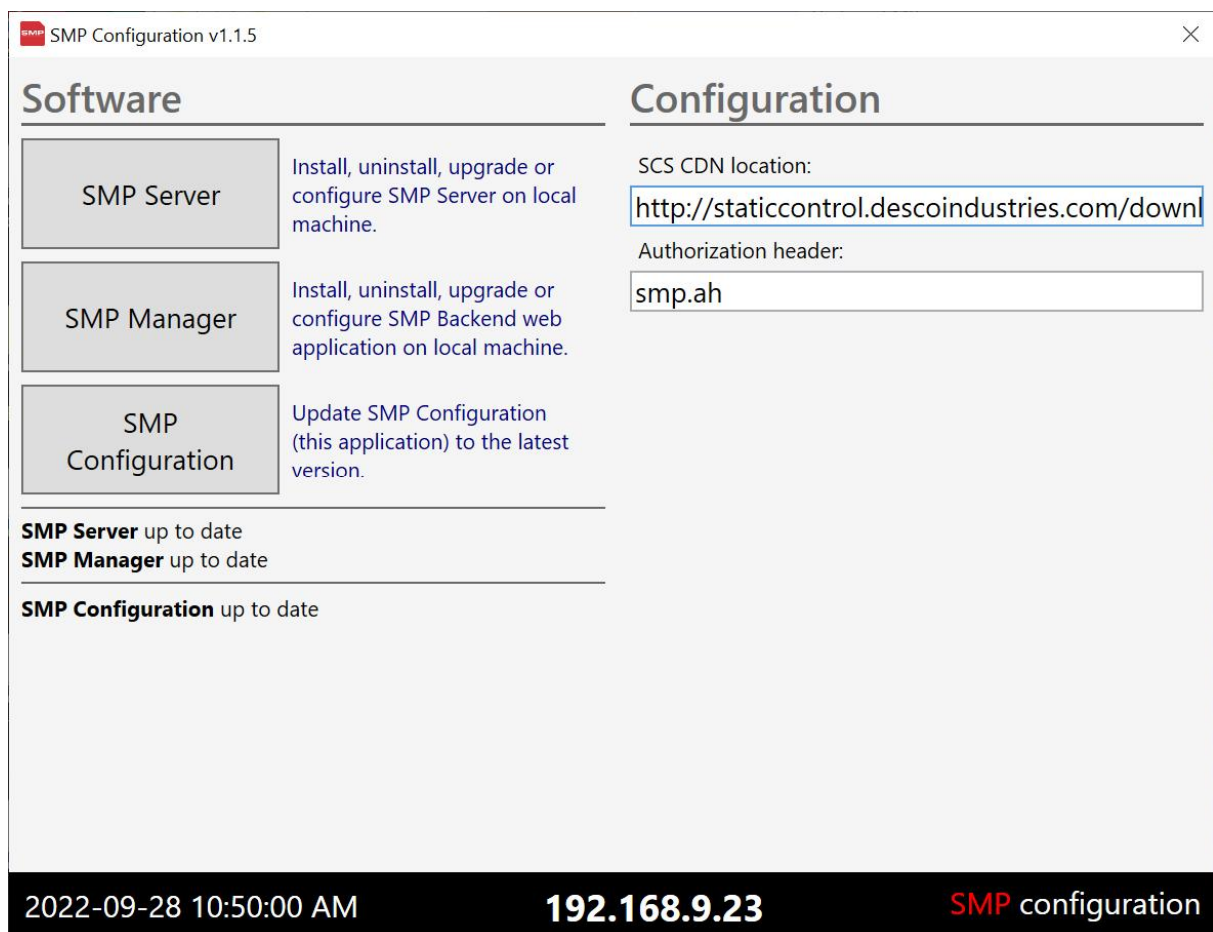 SMP SMP Configuration v1.1.5
Software
SMP Server
Install, uninstall, upgrade or
configure SMP Server on local
machine.
SMP Manager
Install, uninstall, upgrade or
configure SMP Backend web
application on local machine.
SMP
Configuration
Update SMP Configuration
(this application) to the latest
version.
SMP Server up to date
SMP Manager up to date
SMP Configuration up to date
Configuration
SCS CDN location:
http://staticcontrol.descoindustries.com/downl
Authorization header:
smp.ah
2022-09-28 10:50:00 AM
192.168.9.23
SMP configuration